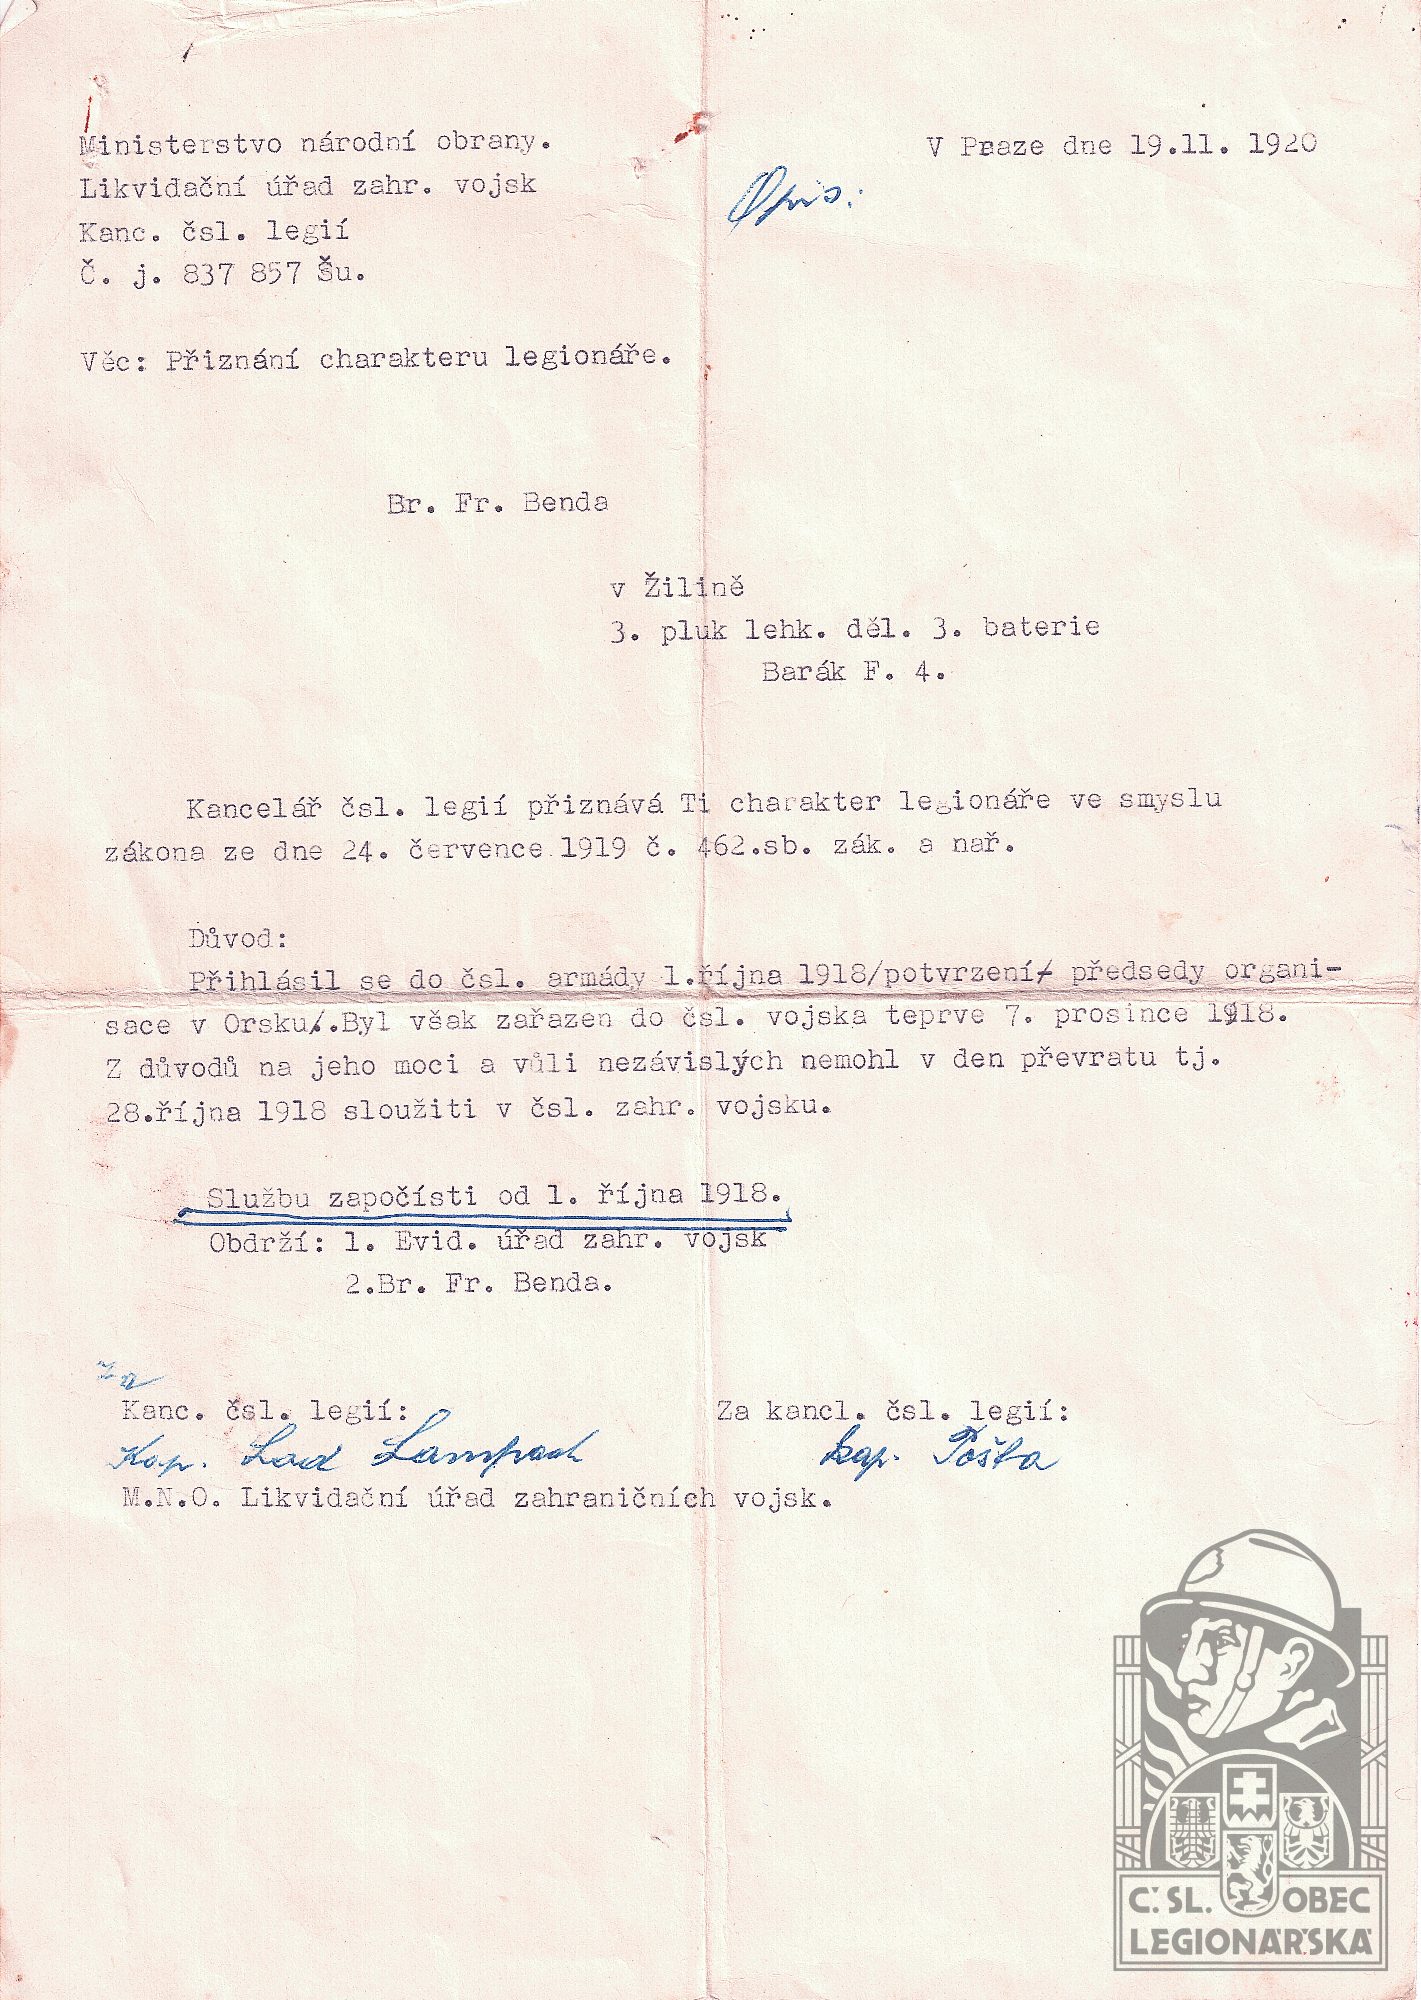 Ministerstvo národní obrany.
V Praze dne 19.11. 1920
Likvidační úřad zahr. vojsk
Opis:
Kanc. čsl. legií
Č. j. 837 857 Šu.
Věc: Přiznání charakteru legionáře.
Br. Fr. Benda
v Žilině
3. pluk lehk. děl. 3. baterie
Barák F. 4.
Kancelář čsl. legií přiznává Ti charakter legionáře ve smyslu
zákona ze dne 24. července 1919 č. 462.sb. zák. a nař.
Důvod:
Přihlásil se do čsl. armády 1.října 1918/potvrzení/ předsedy organi-
sace v Orsku/.Byl však zařazen do čsl. vojska teprve 7. prosince 1918.
Z důvodů na jeho moci a vůli nezávislých nemohl v den převratu tj.
28.října 1918 sloužiti v čsl. zahr. vojsku.
Službu započísti od 1. října 1918.
Obdrží: 1. Evid. úřad zahr. vojsk
2.Br. Fr. Benda.
Za
Kanc. čsl. legií:
Za kancl. čsl. legií:
Kap. Lad Lampach
kap. Pošta
M.N.O. Likvidační úřad zahraničních vojsk.
Č.SL. OBEC
LEGIONÁŘSKÁ